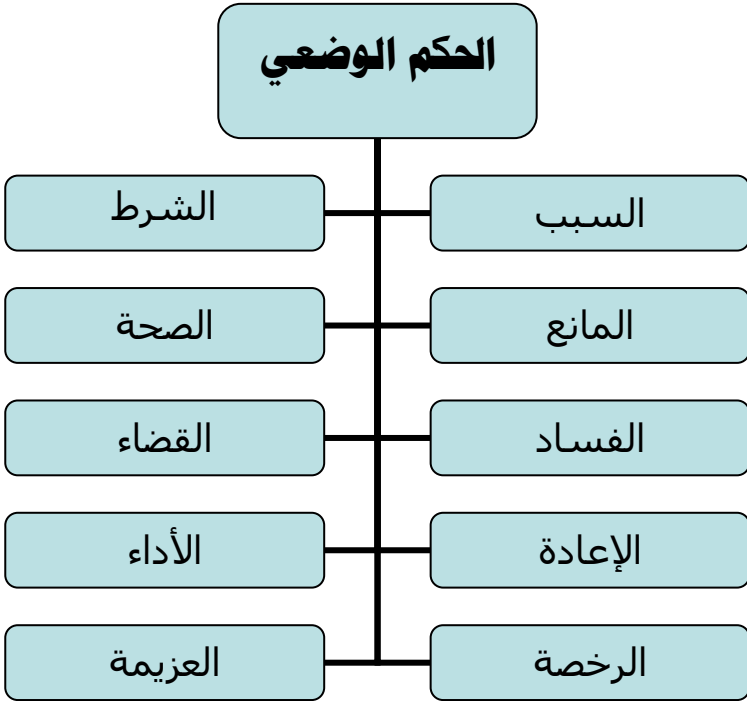 الحكم الوضعي
السبب
الشرط
المانع
الصحة
الفساد
القضاء
الإعادة
الأداء
الرخصة
العزيمة